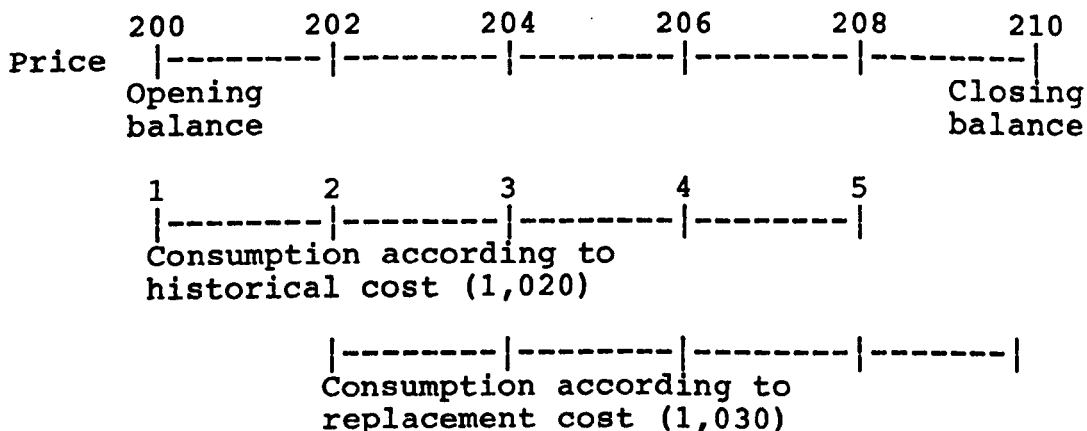 200 202 204 206 208 210
Price |-------|-------|-------|-------|-------|
Opening Closing
balance balance
1 2 3 4 5
|-------|-------|-------|-------|
Consumption according to
historical cost (1,020)
|-------|-------|-------|-------|
Consumption according to
replacement cost (1,030)